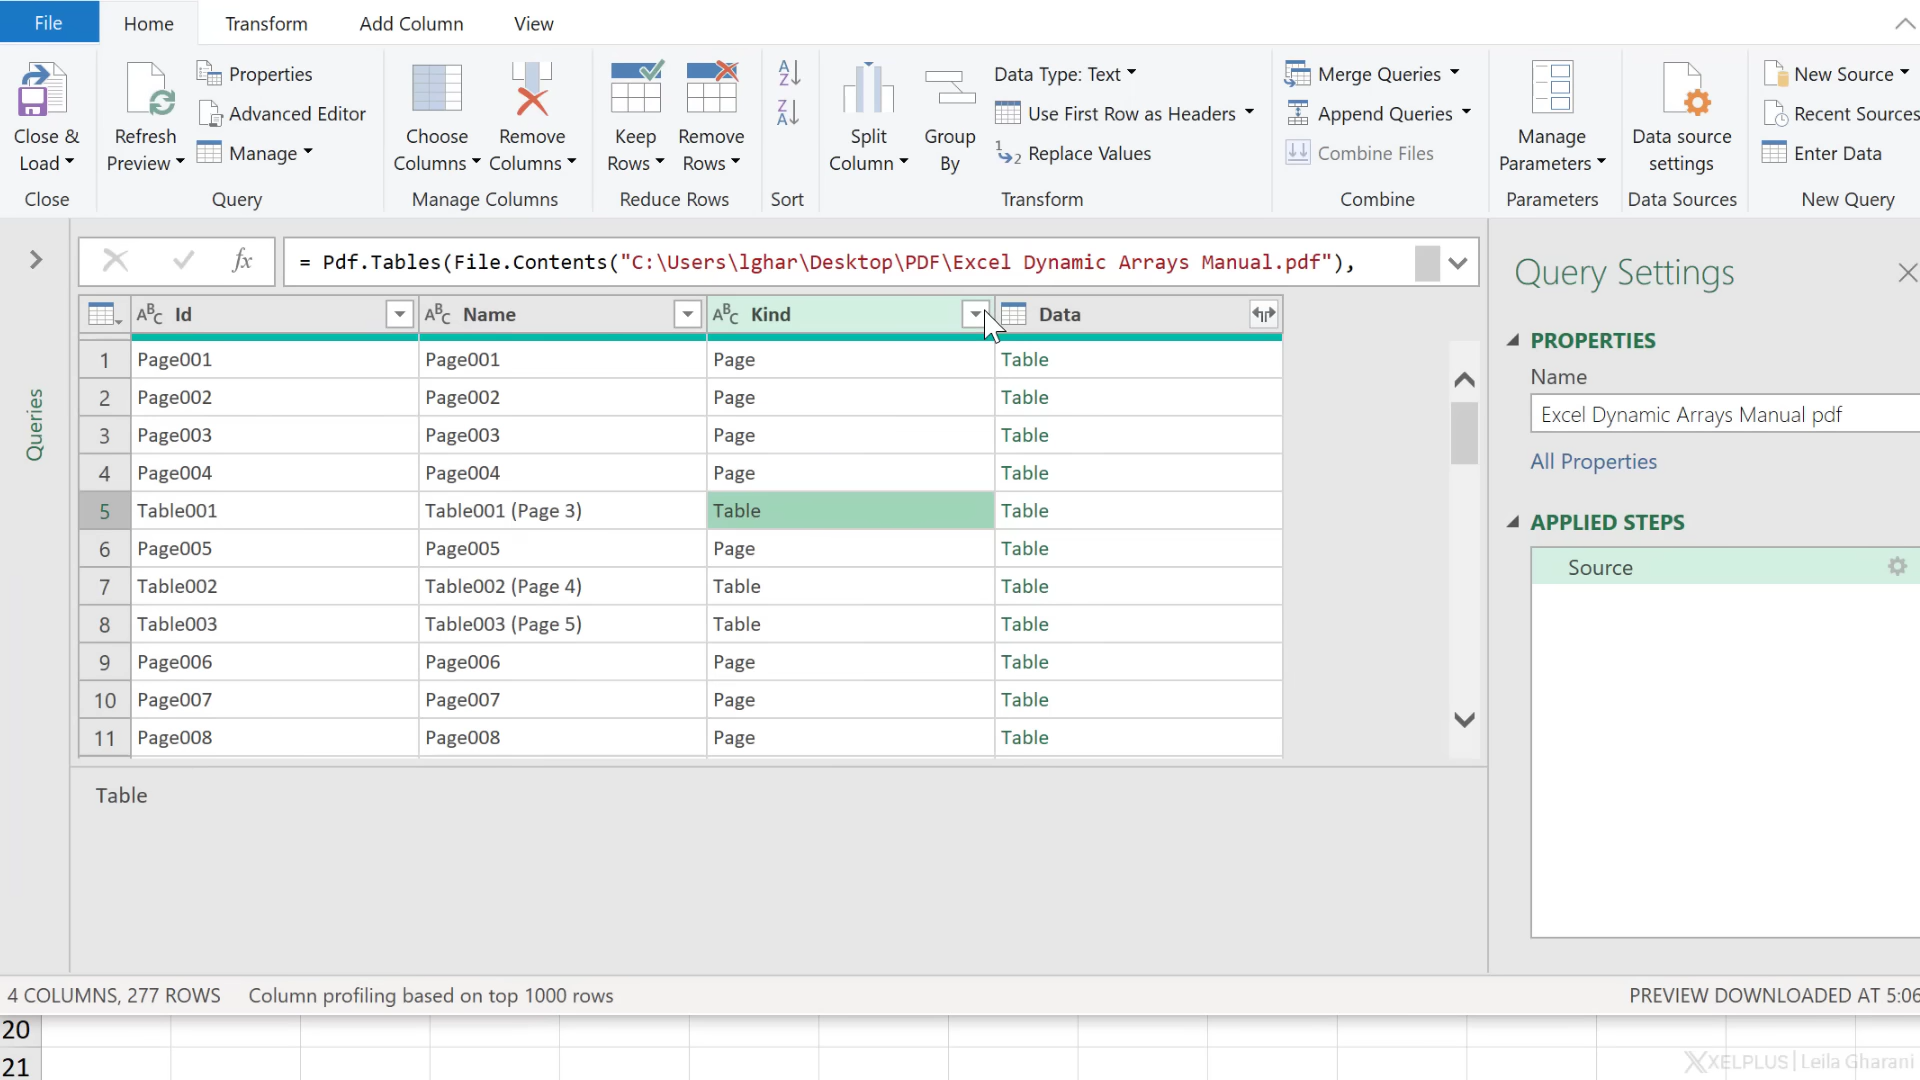 File Home Transform Add Column View
Close & Load
Close
Refresh Preview
Properties
Advanced Editor
Manage
Query
Choose Columns
Remove Columns
Manage Columns
Keep Rows
Remove Rows
Reduce Rows
Sort
Split Column
Group By
Data Type: Text
Use First Row as Headers
Replace Values
Transform
Merge Queries
Append Queries
Combine Files
Combine
Manage Parameters
Parameters
Data source settings
Data Sources
New Source
Recent Sources
Enter Data
New Query
Queries
fx
= Pdf.Tables(File.Contents("C:\Users\lghar\Desktop\PDF\Excel Dynamic Arrays Manual.pdf"),
ABC Id ABC Name ABC Kind Data
1 Page001 Page001 Page Table
2 Page002 Page002 Page Table
3 Page003 Page003 Page Table
4 Page004 Page004 Page Table
5 Table001 Table001 (Page 3) Table Table
6 Page005 Page005 Page Table
7 Table002 Table002 (Page 4) Table Table
8 Table003 Table003 (Page 5) Table Table
9 Page006 Page006 Page Table
10 Page007 Page007 Page Table
11 Page008 Page008 Page Table
Table
Query Settings
PROPERTIES
Name
Excel Dynamic Arrays Manual pdf
All Properties
APPLIED STEPS
Source
4 COLUMNS, 277 ROWS Column profiling based on top 1000 rows
PREVIEW DOWNLOADED AT 5:06
20
21
XELPLUS | Leila Gharani